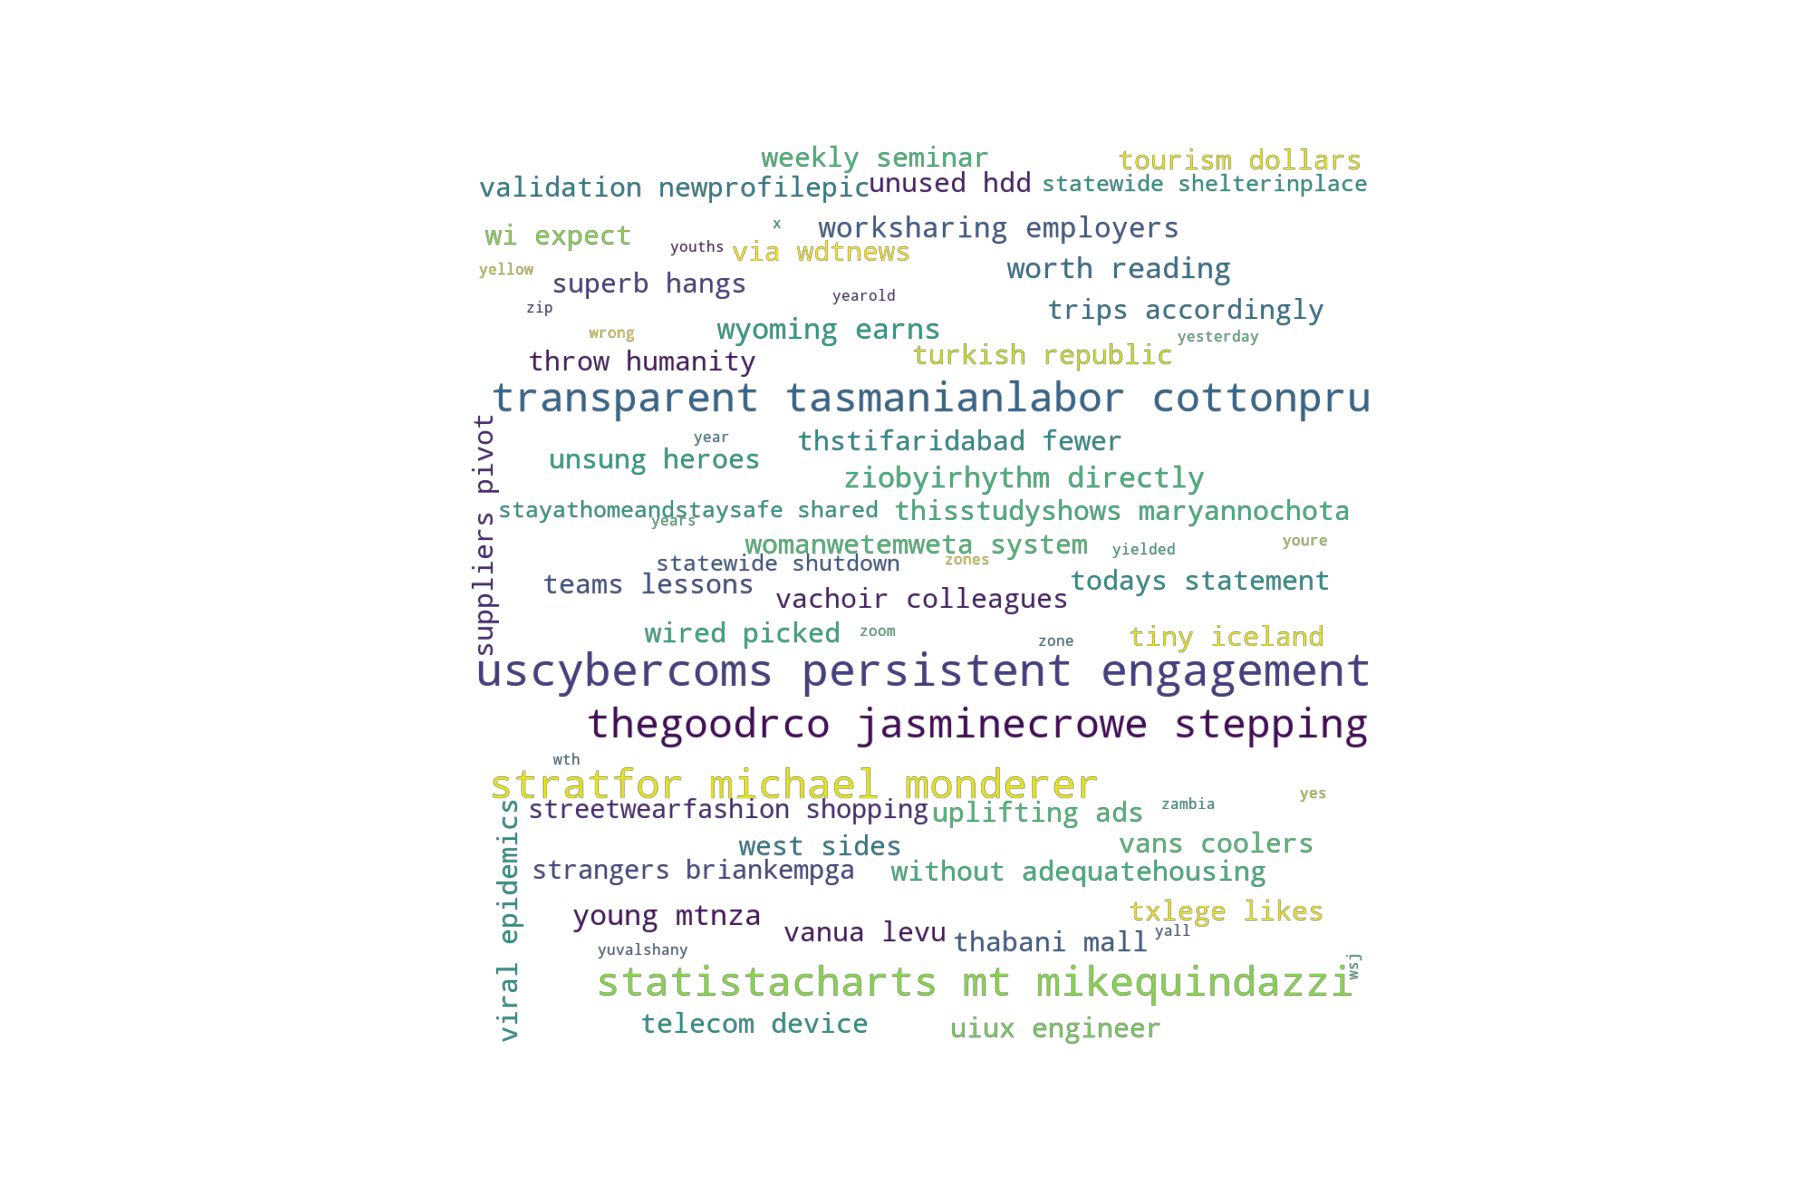 weekly seminar
tourism dollars
validation newprofilepic
unused hdd
statewide shelterinplace
wi expect
x
worksharing employers
youths
via wdtnews
yellow
worth reading
superb hangs
yearold
zip
trips accordingly
wrong
wyoming earns
yesterday
throw humanity
turkish republic
transparent tasmanianlabor cottonpru
suppliers pivot
year
thstifaridabad fewer
unsung heroes
ziobyirhythm directly
stayathomeandstaysafe shared
thisstudyshows maryannochota
years
womanwetemweta system
yielded
youre
statewide shutdown
zones
teams lessons
todays statement
vachoir colleagues
wired picked
zoom
zone
tiny iceland
uscybercoms persistent engagement
thegoodrco jasminecrowe stepping
wth
stratfor michael monderer
yes
viral epidemics
streetwearfashion shopping
uplifting ads
zambia
west sides
vans coolers
strangers briankempga
without adequatehousing
young mtnza
txlege likes
vanua levu
thabani mall
yall
yuvalshany
wsj
statistacharts mt mikequindazzi
telecom device
uiux engineer